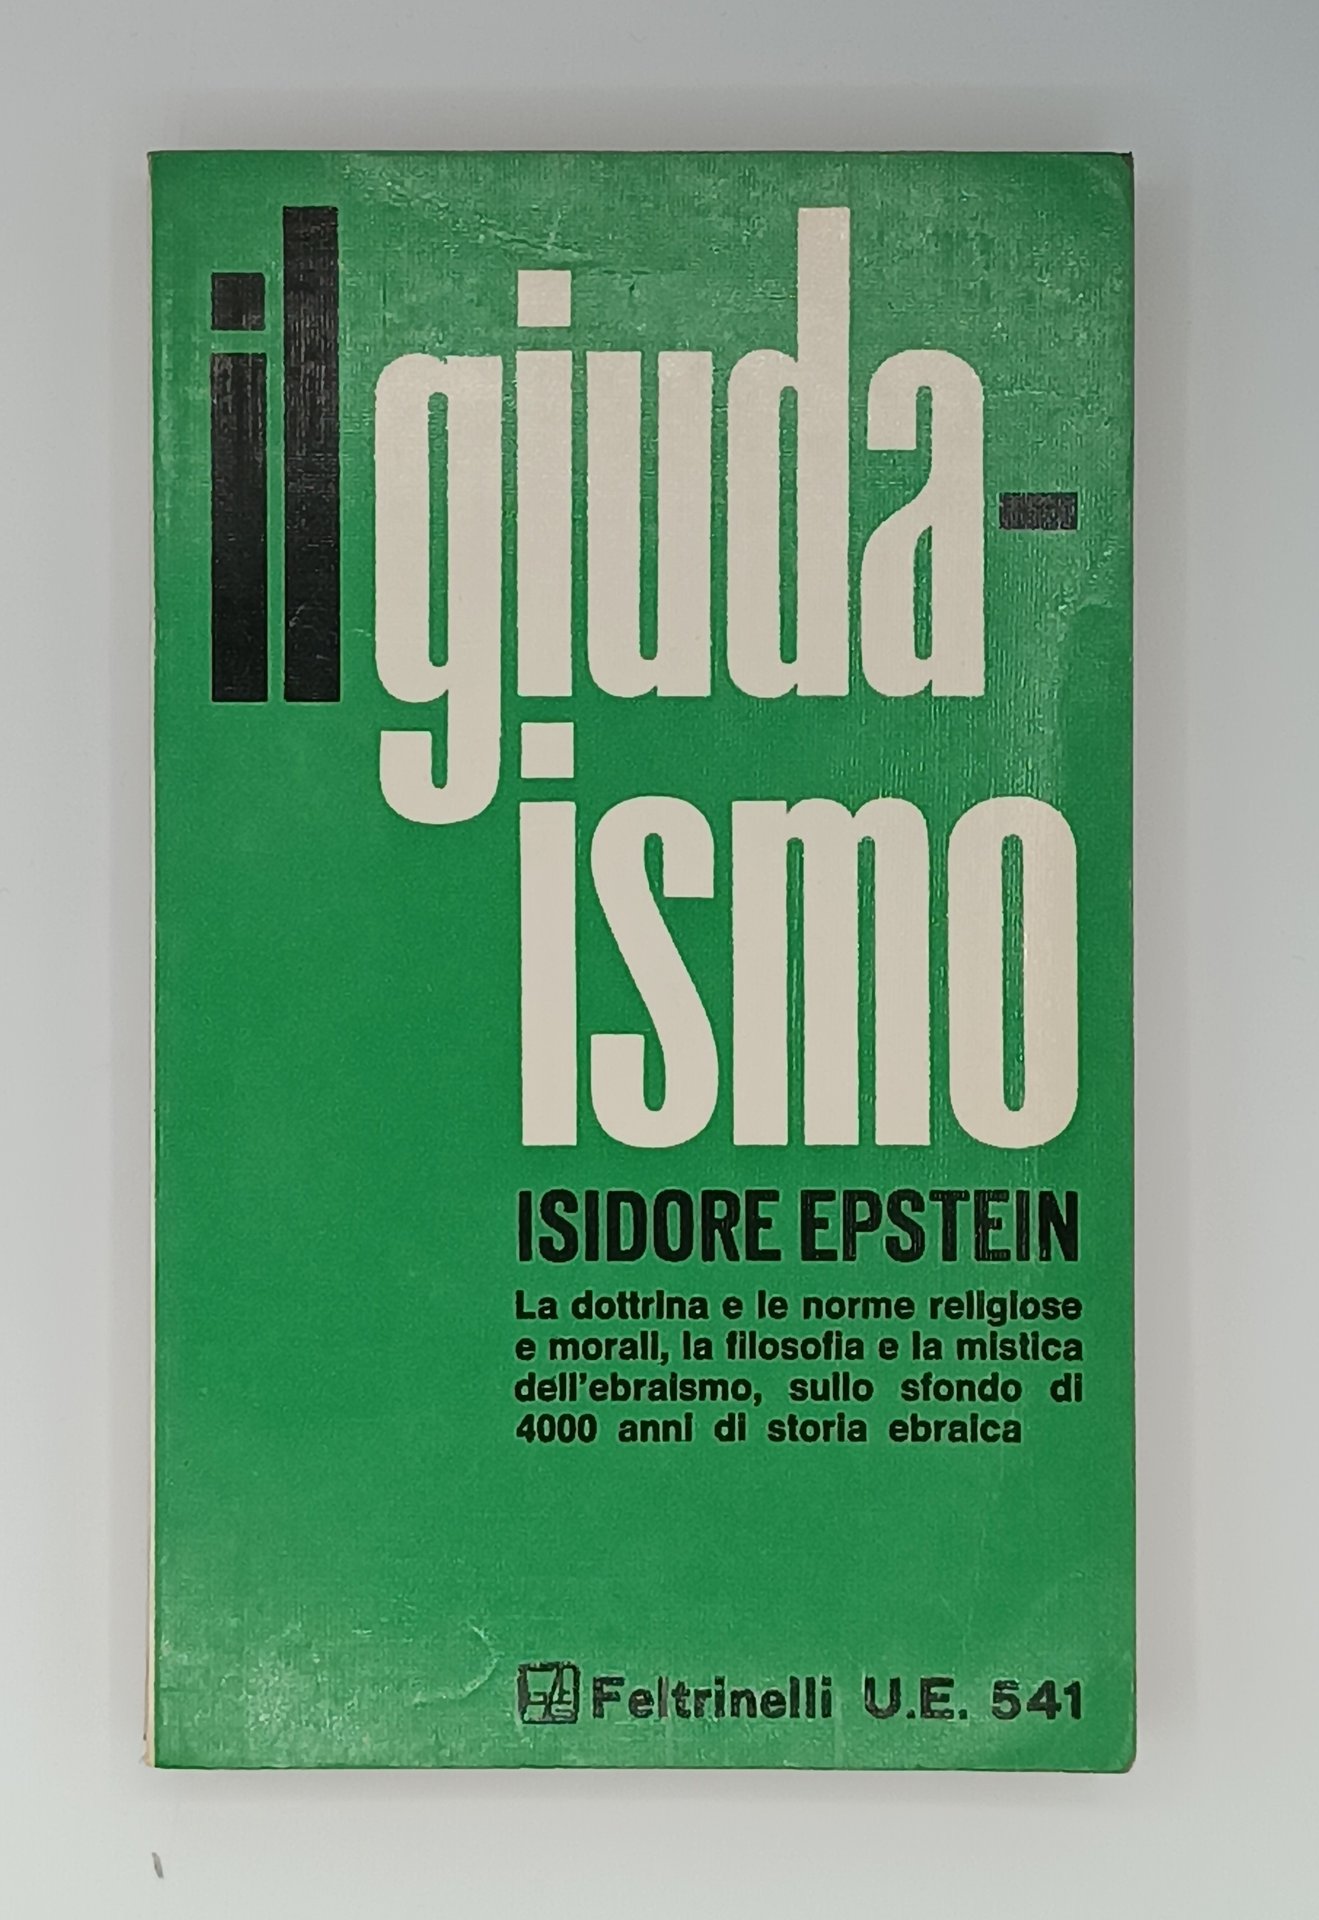 il giuda-
ismo
ISIDORE EPSTEIN
La dottrina e le norme religiose
e morali, la filosofia e la mistica
dell'ebraismo, sullo sfondo di
4000 anni di storia ebraica
Feltrinelli U.E. 541